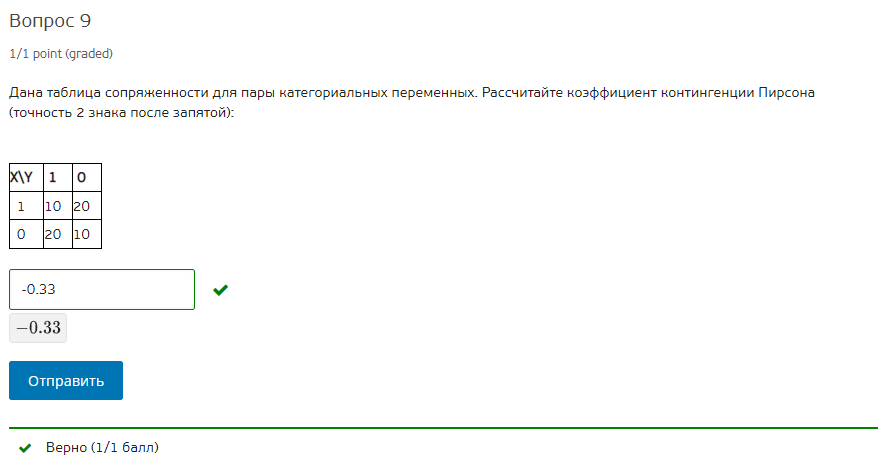 Вопрос 9
1/1 point (graded)
Дана таблица сопряженности для пары категориальных переменных. Рассчитайте коэффициент контингенции Пирсона
(точность 2 знака после запятой):
X\Y 1 0
1 10 20
0 20 10
-0.33
−0.33
Отправить
Верно (1/1 балл)